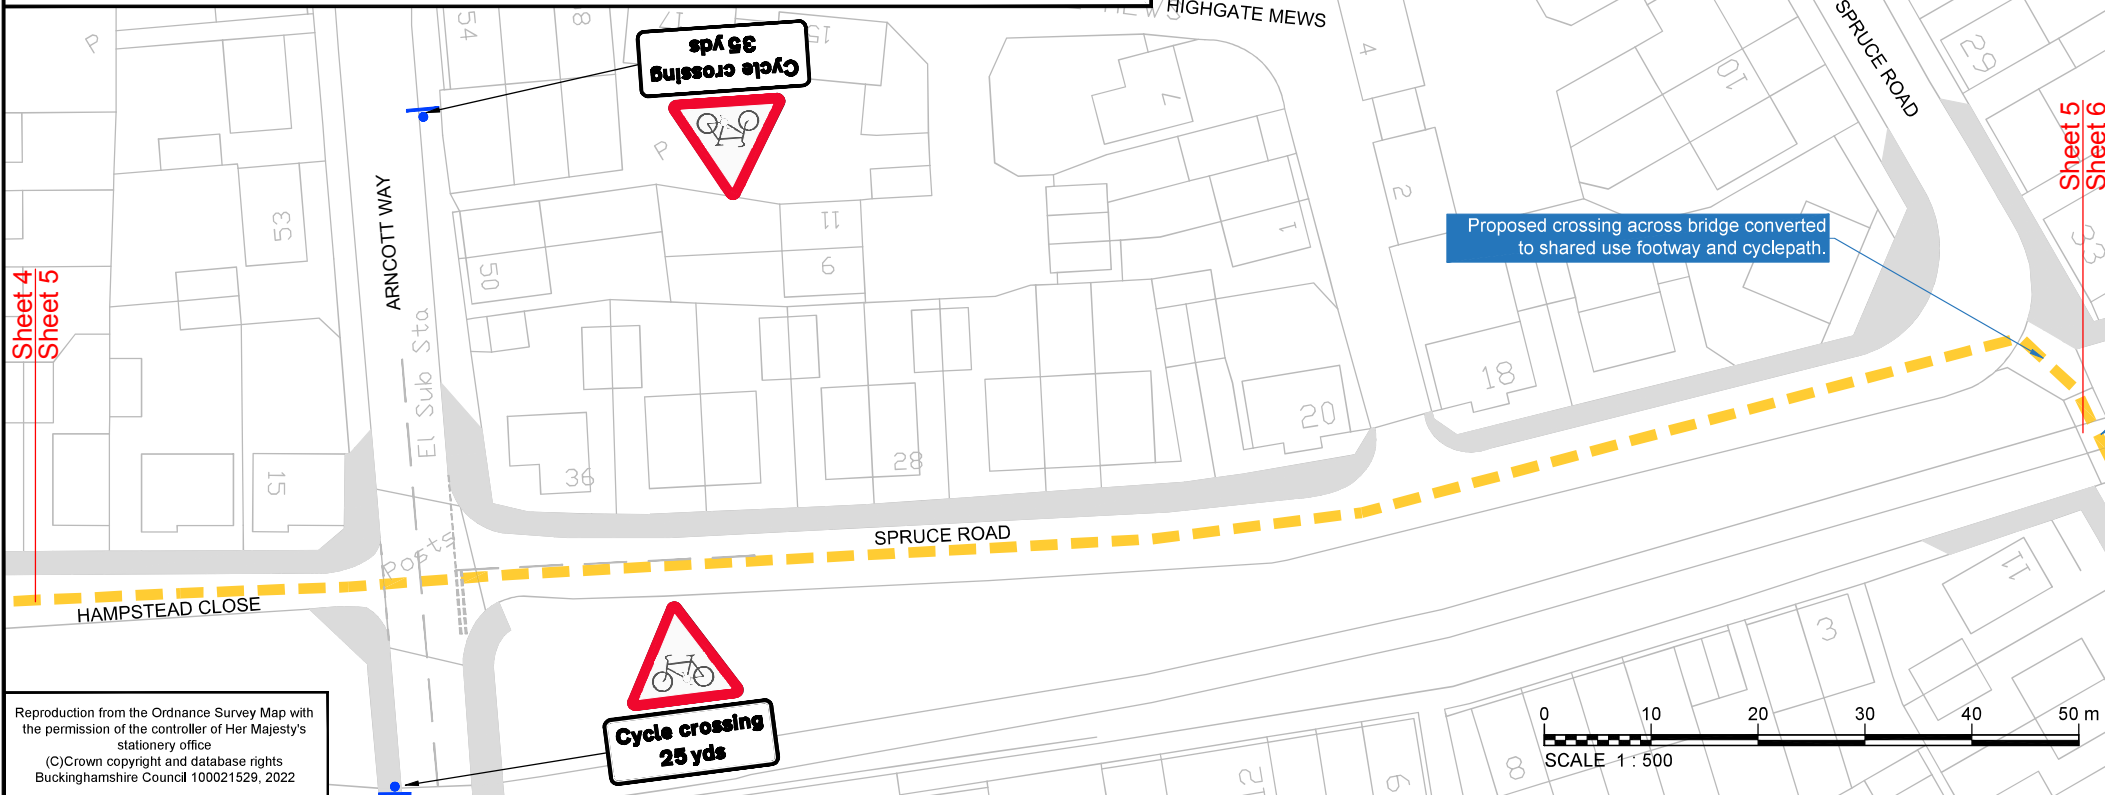 HIGHGATE MEWS
SPRUCE ROAD
54
8
17
15
P
4
7
10
29
Cycle crossing
35 yds
Sheet 5
Sheet 6
ARNCOTT WAY
53
P
11
2
1
Proposed crossing across bridge converted
to shared use footway and cyclepath.
33
50
9
Sheet 4
Sheet 5
El Sub Sta
18
20
36
28
15
Posts
SPRUCE ROAD
HAMPSTEAD CLOSE
11
3
Cycle crossing
25 yds
Reproduction from the Ordnance Survey Map with
the permission of the controller of Her Majesty's
stationery office
(C)Crown copyright and database rights
Buckinghamshire Council 100021529, 2022
0 10 20 30 40 50 m
SCALE 1 : 500
8